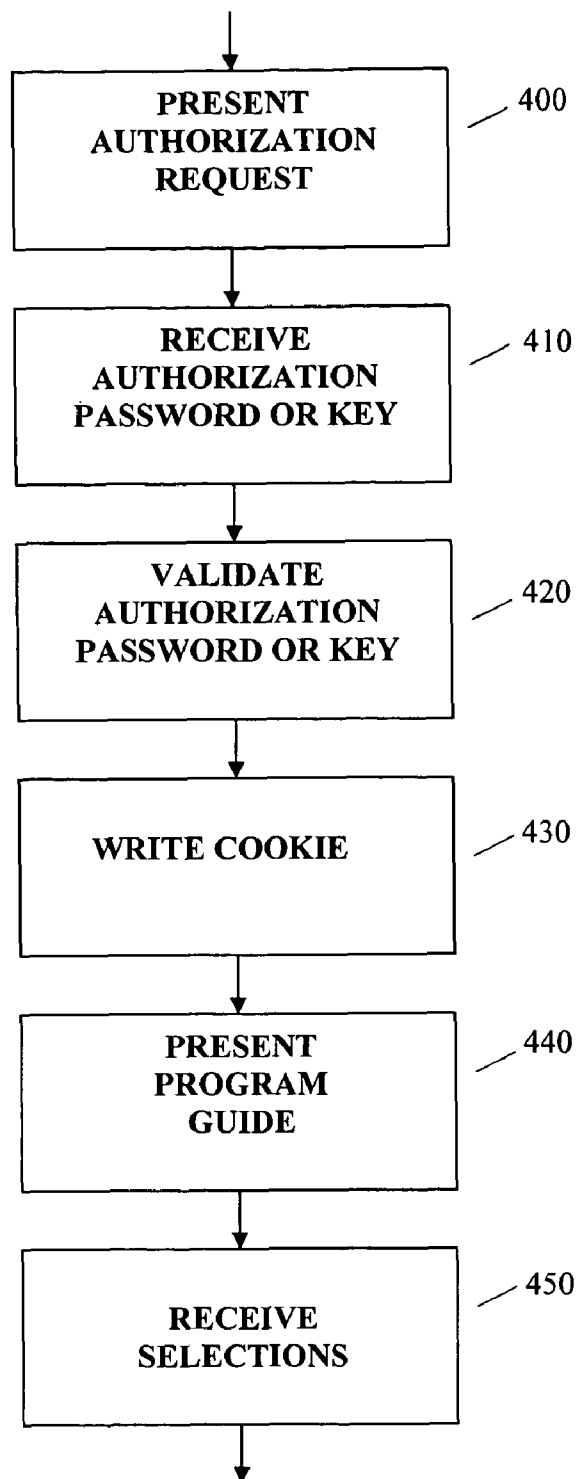 PRESENT
AUTHORIZATION
REQUEST
400
RECEIVE
AUTHORIZATION
PASSWORD OR KEY
410
VALIDATE
AUTHORIZATION
PASSWORD OR KEY
420
WRITE COOKIE
430
PRESENT
PROGRAM
GUIDE
440
RECEIVE
SELECTIONS
450